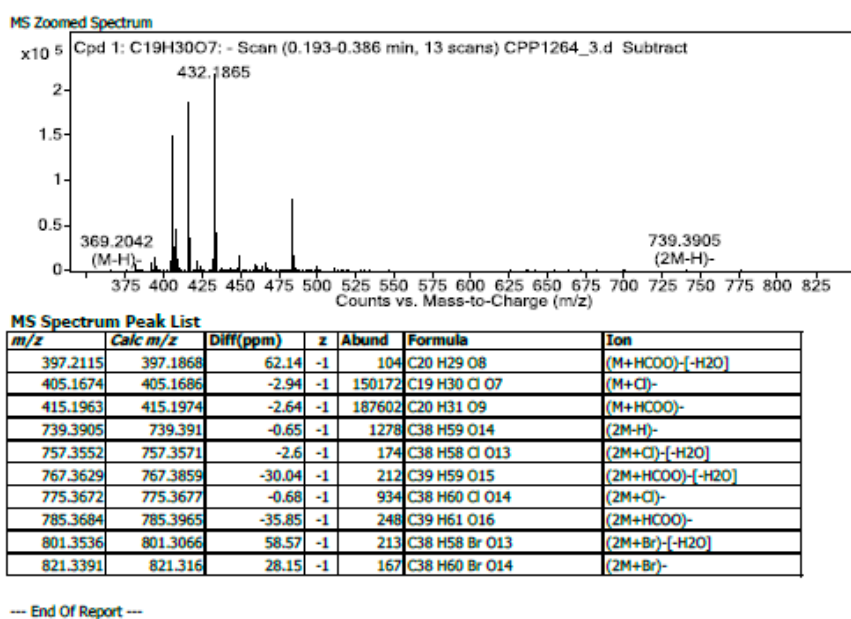 MS Zoomed Spectrum
x10 5 Cpd 1: C19H30O7: - Scan (0.193-0.386 min, 13 scans) CPP1264_3.d Subtract
432.1865
2
1.5
1
0.5
369.2042 739.3905
(M-H)- (2M-H)-
0
375 400 425 450 475 500 525 550 575 600 625 650 675 700 725 750 775 800 825
Counts vs. Mass-to-Charge (m/z)
MS Spectrum Peak List
m/z Calc m/z Diff(ppm) z Abund Formula Ion
397.2115 397.1868 62.14 -1 104 C20 H29 O8 (M+HCOO)-[-H2O]
405.1674 405.1686 -2.94 -1 150172 C19 H30 Cl O7 (M+Cl)-
415.1963 415.1974 -2.64 -1 187602 C20 H31 O9 (M+HCOO)-
739.3905 739.391 -0.65 -1 1278 C38 H59 O14 (2M-H)-
757.3552 757.3571 -2.6 -1 174 C38 H58 Cl O13 (2M+Cl)-[-H2O]
767.3629 767.3859 -30.04 -1 212 C39 H59 O15 (2M+HCOO)-[-H2O]
775.3672 775.3677 -0.68 -1 934 C38 H60 Cl O14 (2M+Cl)-
785.3684 785.3965 -35.85 -1 248 C39 H61 O16 (2M+HCOO)-
801.3536 801.3066 58.57 -1 213 C38 H58 Br O13 (2M+Br)-[-H2O]
821.3391 821.316 28.15 -1 167 C38 H60 Br O14 (2M+Br)-
--- End Of Report ---